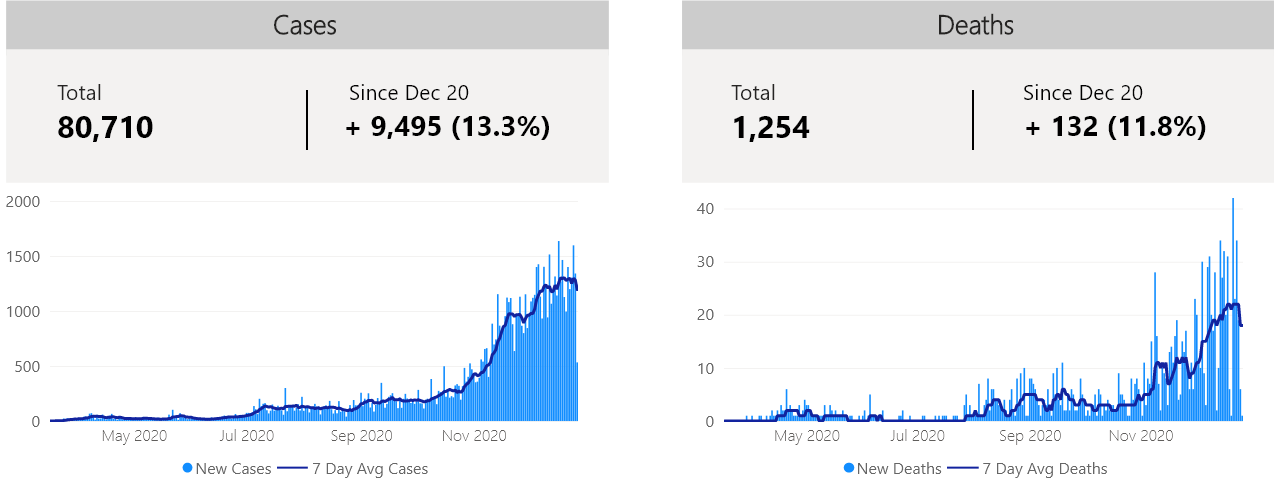 Cases
Total
80,710
Since Dec 20
+ 9,495 (13.3%)
2000
1500
1000
500
0
May 2020 Jul 2020 Sep 2020 Nov 2020
New Cases 7 Day Avg Cases
Deaths
Total
1,254
Since Dec 20
+ 132 (11.8%)
40
30
20
10
0
May 2020 Jul 2020 Sep 2020 Nov 2020
New Deaths 7 Day Avg Deaths